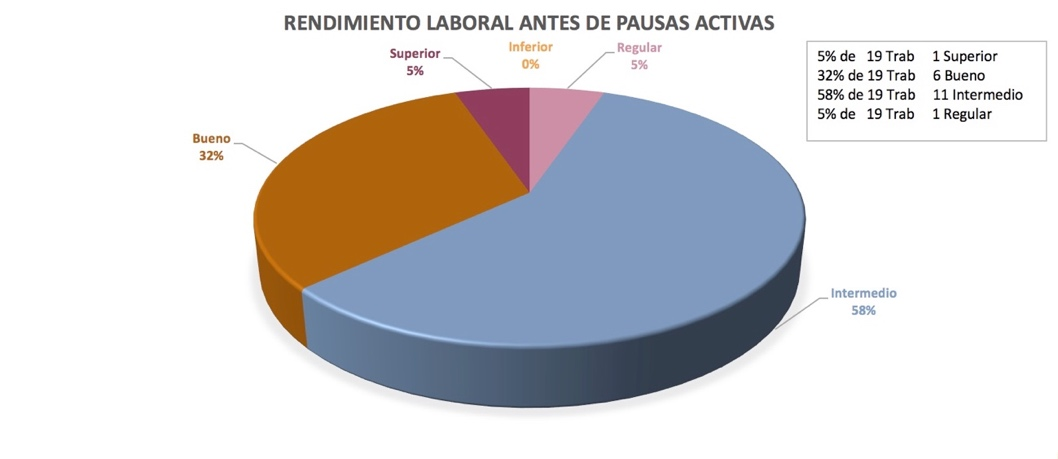 RENDIMIENTO LABORAL ANTES DE PAUSAS ACTIVAS
Superior
5%
Inferior
0%
Regular
5%
5% de 19 Trab 1 Superior
32% de 19 Trab 6 Bueno
58% de 19 Trab 11 Intermedio
5% de 19 Trab 1 Regular
Bueno
32%
Intermedio
58%